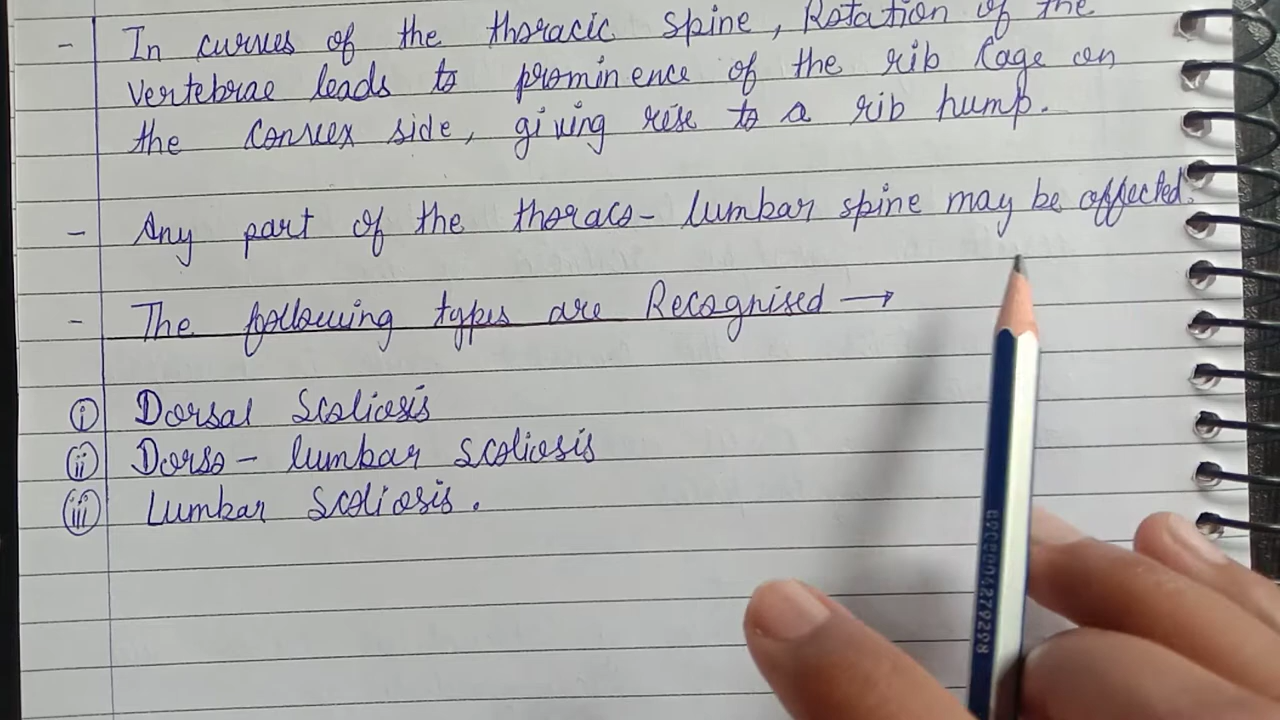 - In curves of the thoracic spine, Rotation of the
vertebrae leads to prominence of the rib Cage on
the convex side, giving rise to a rib hump.
- Any part of the thoraco-lumbar spine may be affected.
- The following types are Recognised →
(i) Dorsal Scoliosis
(ii) Dorso-lumbar scoliosis
(iii) Lumbar Scoliosis.